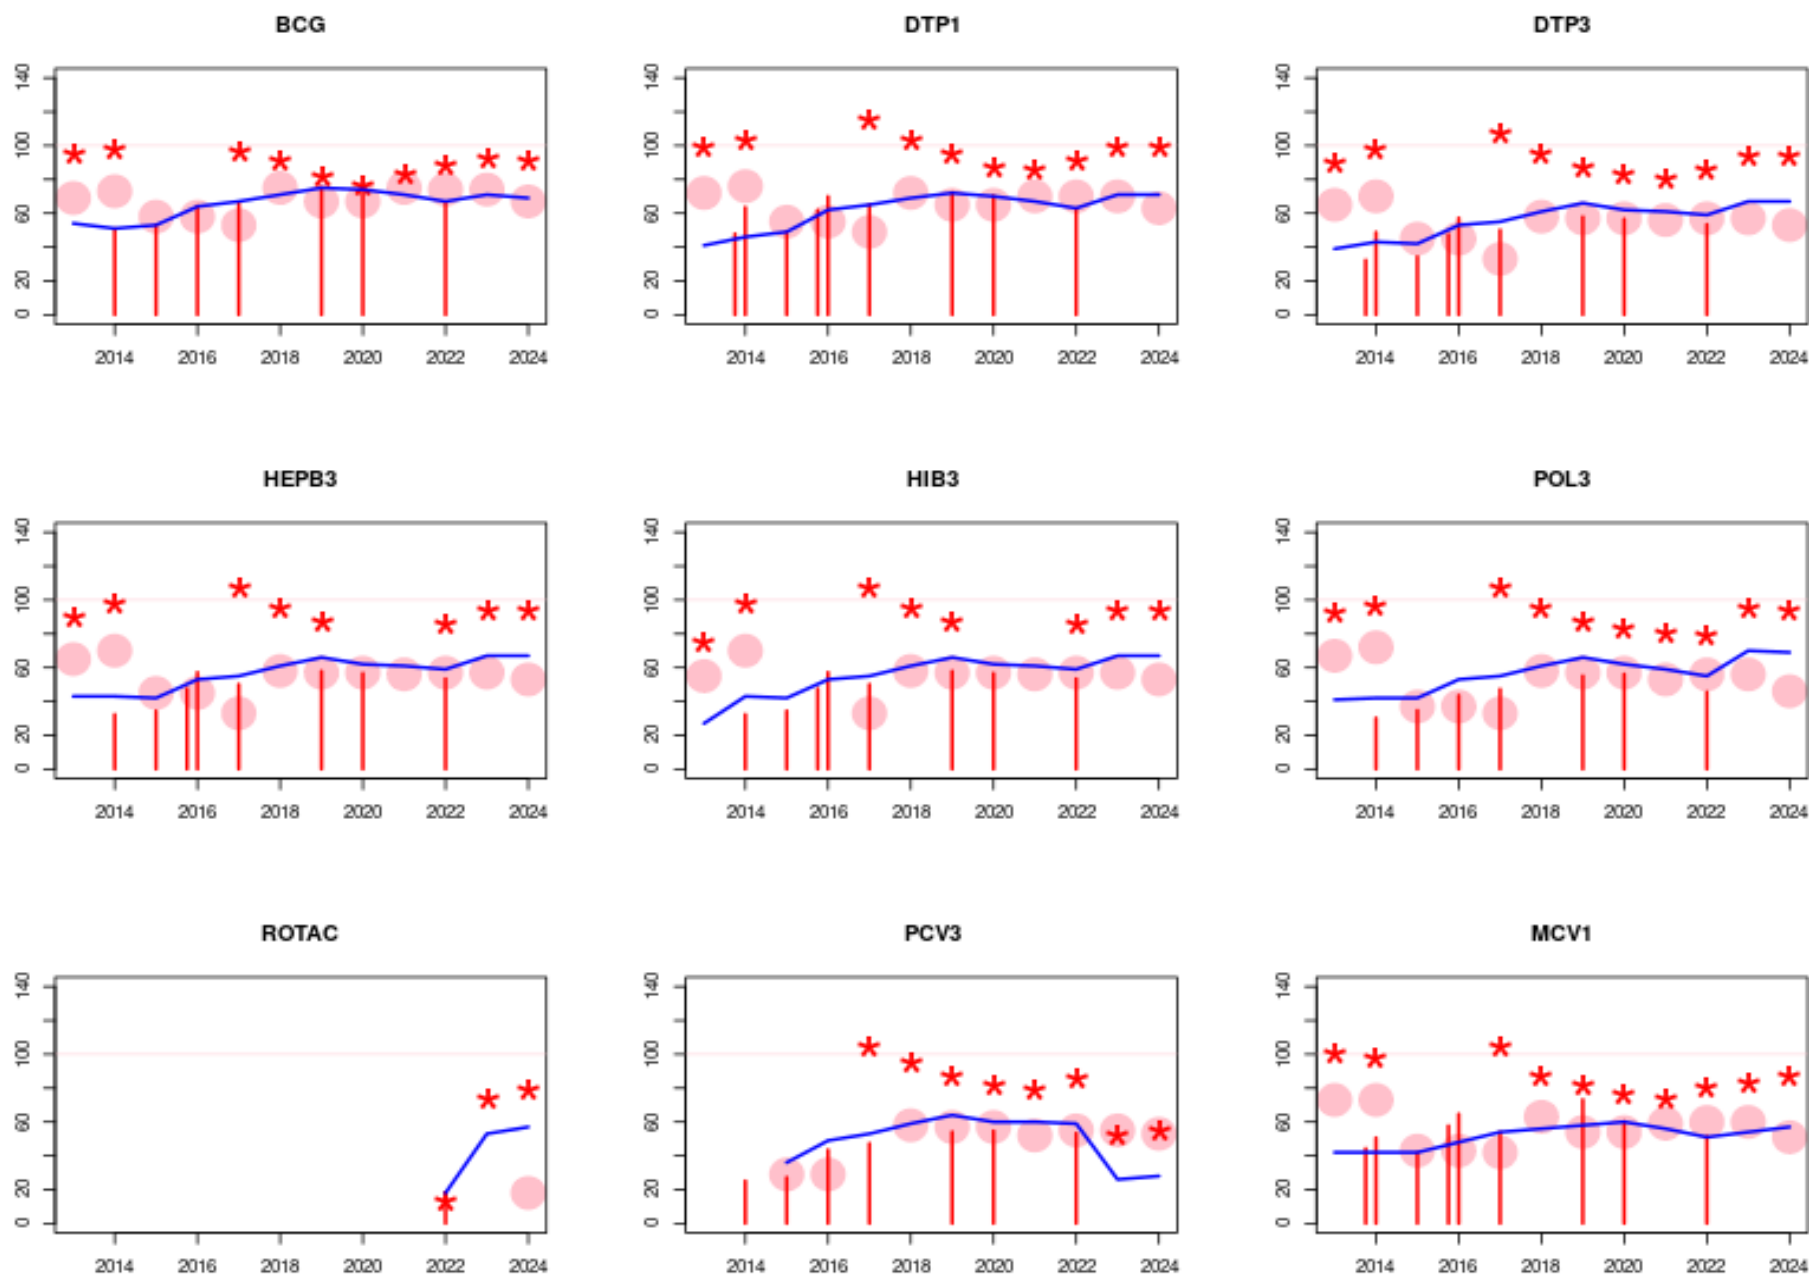 BCG DTP1 DTP3
0 20 60 100 140 0 20 60 100 140 0 20 60 100 140
2014 2016 2018 2020 2022 2024 2014 2016 2018 2020 2022 2024 2014 2016 2018 2020 2022 2024
HEPB3 HIB3 POL3
0 20 60 100 140 0 20 60 100 140 0 20 60 100 140
2014 2016 2018 2020 2022 2024 2014 2016 2018 2020 2022 2024 2014 2016 2018 2020 2022 2024
ROTAC PCV3 MCV1
0 20 60 100 140 0 20 60 100 140 0 20 60 100 140
2014 2016 2018 2020 2022 2024 2014 2016 2018 2020 2022 2024 2014 2016 2018 2020 2022 2024